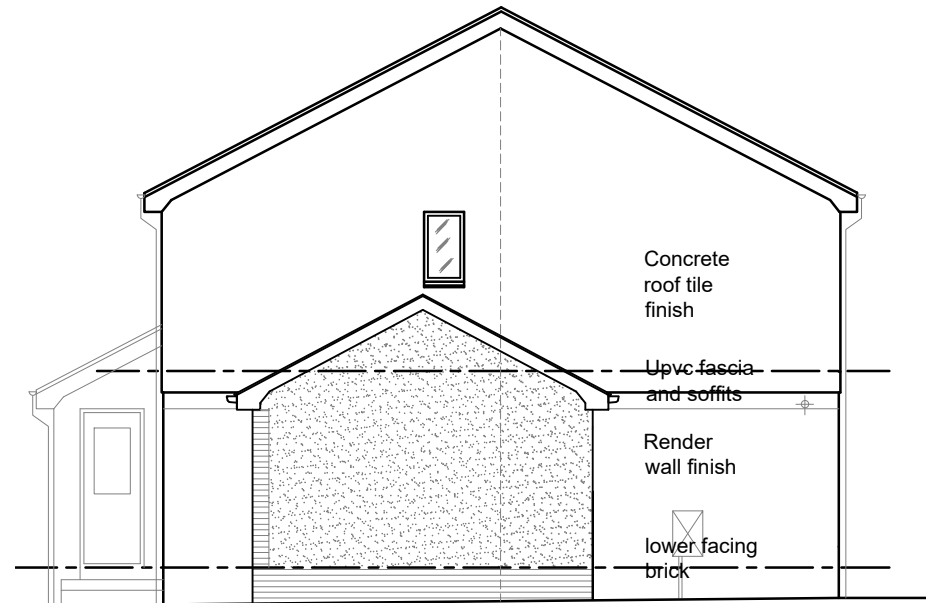 Concrete
roof tile
finish
Upvc fascia
and soffits
Render
wall finish
lower facing
brick